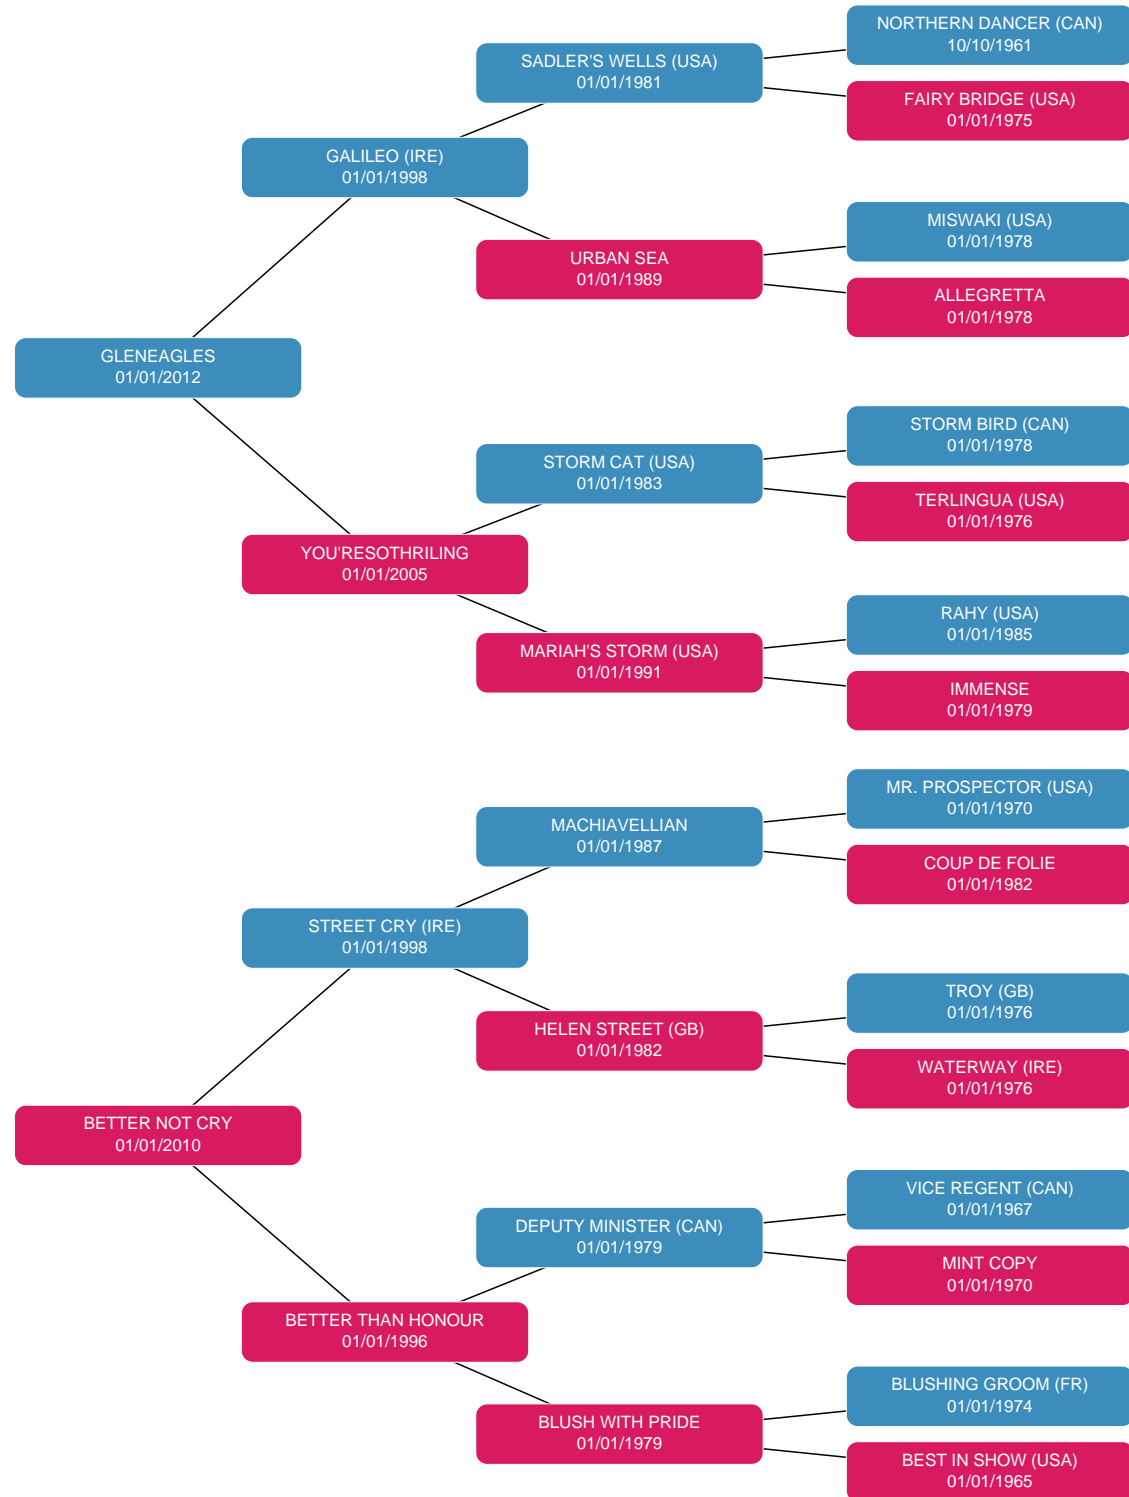 NORTHERN DANCER (CAN)
10/10/1961
SADLER'S WELLS (USA)
01/01/1981
FAIRY BRIDGE (USA)
01/01/1975
GALILEO (IRE)
01/01/1998
MISWAKI (USA)
01/01/1978
URBAN SEA
01/01/1989
ALLEGRETTA
01/01/1978
GLENEAGLES
01/01/2012
STORM BIRD (CAN)
01/01/1978
STORM CAT (USA)
01/01/1983
TERLINGUA (USA)
01/01/1976
YOU'RESOTHRILING
01/01/2005
RAHY (USA)
01/01/1985
MARIAH'S STORM (USA)
01/01/1991
IMMENSE
01/01/1979
MR. PROSPECTOR (USA)
01/01/1970
MACHIAVELLIAN
01/01/1987
COUP DE FOLIE
01/01/1982
STREET CRY (IRE)
01/01/1998
TROY (GB)
01/01/1976
HELEN STREET (GB)
01/01/1982
WATERWAY (IRE)
01/01/1976
BETTER NOT CRY
01/01/2010
VICE REGENT (CAN)
01/01/1967
DEPUTY MINISTER (CAN)
01/01/1979
MINT COPY
01/01/1970
BETTER THAN HONOUR
01/01/1996
BLUSHING GROOM (FR)
01/01/1974
BLUSH WITH PRIDE
01/01/1979
BEST IN SHOW (USA)
01/01/1965